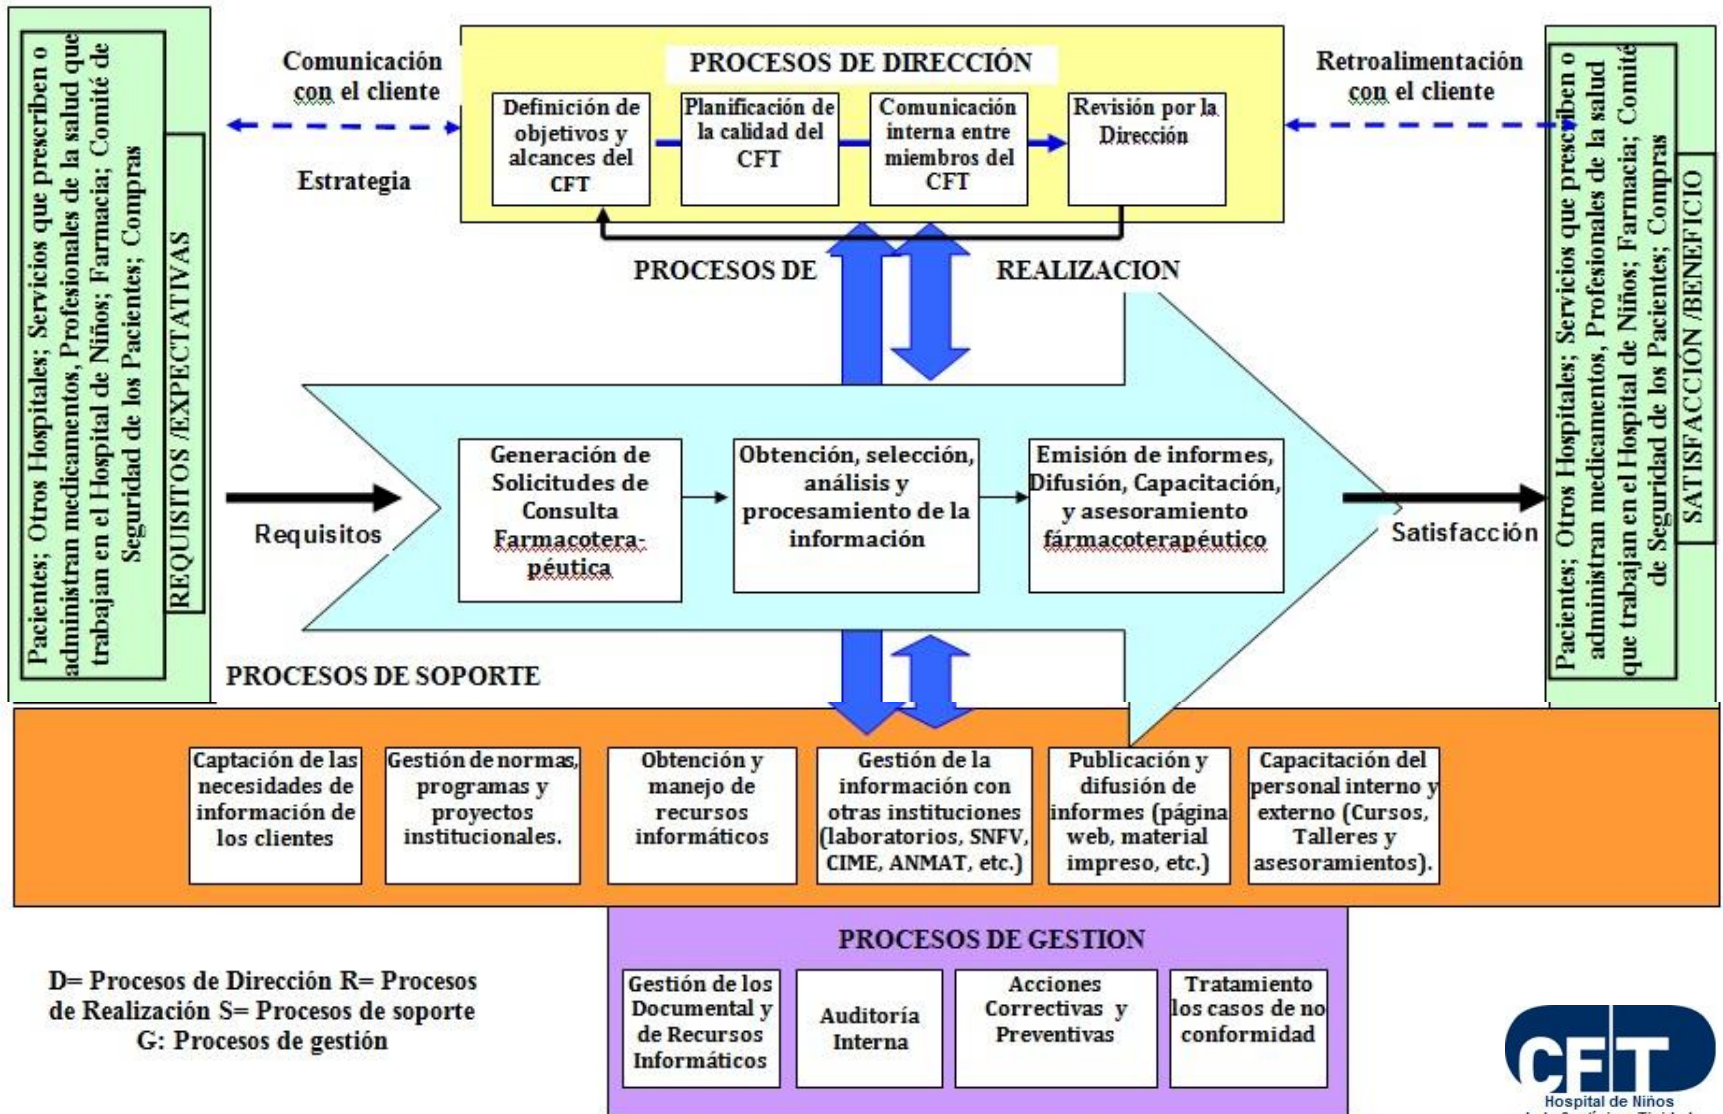 Pacientes; Otros Hospitales; Servicios que prescriben o
administran medicamentos, Profesionales de la salud que
trabajan en el Hospital de Niños; Farmacia; Comité de
Seguridad de los Pacientes; Compras
REQUISITOS /EXPECTATIVAS
Comunicación
con el cliente
Estrategia
PROCESOS DE DIRECCIÓN
Definición de
objetivos y
alcances del
CFT
Planificación de
la calidad del
CFT
Comunicación
interna entre
miembros del
CFT
Revisión por la
Dirección
Retroalimentación
con el cliente
Pacientes; Otros Hospitales; Servicios que prescriben o
administran medicamentos, Profesionales de la salud
que trabajan en el Hospital de Niños; Farmacia; Comité
de Seguridad de los Pacientes; Compras
SATISFACCIÓN /BENEFICIO
PROCESOS DE REALIZACION
Requisitos
Generación de
Solicitudes de
Consulta
Farmacotera-
péutica
Obtención, selección,
análisis y
procesamiento de la
información
Emisión de informes,
Difusión, Capacitación,
y asesoramiento
fármacoterapéutico
Satisfacción
PROCESOS DE SOPORTE
Captación de las
necesidades de
información de
los clientes
Gestión de normas,
programas y
proyectos
institucionales.
Obtención y
manejo de
recursos
informáticos
Gestión de la
información con
otras instituciones
(laboratorios, SNFV,
CIME, ANMAT, etc.)
Publicación y
difusión de
informes (página
web, material
impreso, etc.)
Capacitación del
personal interno y
externo (Cursos,
Talleres y
asesoramientos).
PROCESOS DE GESTION
Gestión de los
Documental y
de Recursos
Informáticos
Auditoría
Interna
Acciones
Correctivas y
Preventivas
Tratamiento
los casos de no
conformidad
D= Procesos de Dirección R= Procesos
de Realización S= Procesos de soporte
G: Procesos de gestión
CFT
Hospital de Niños